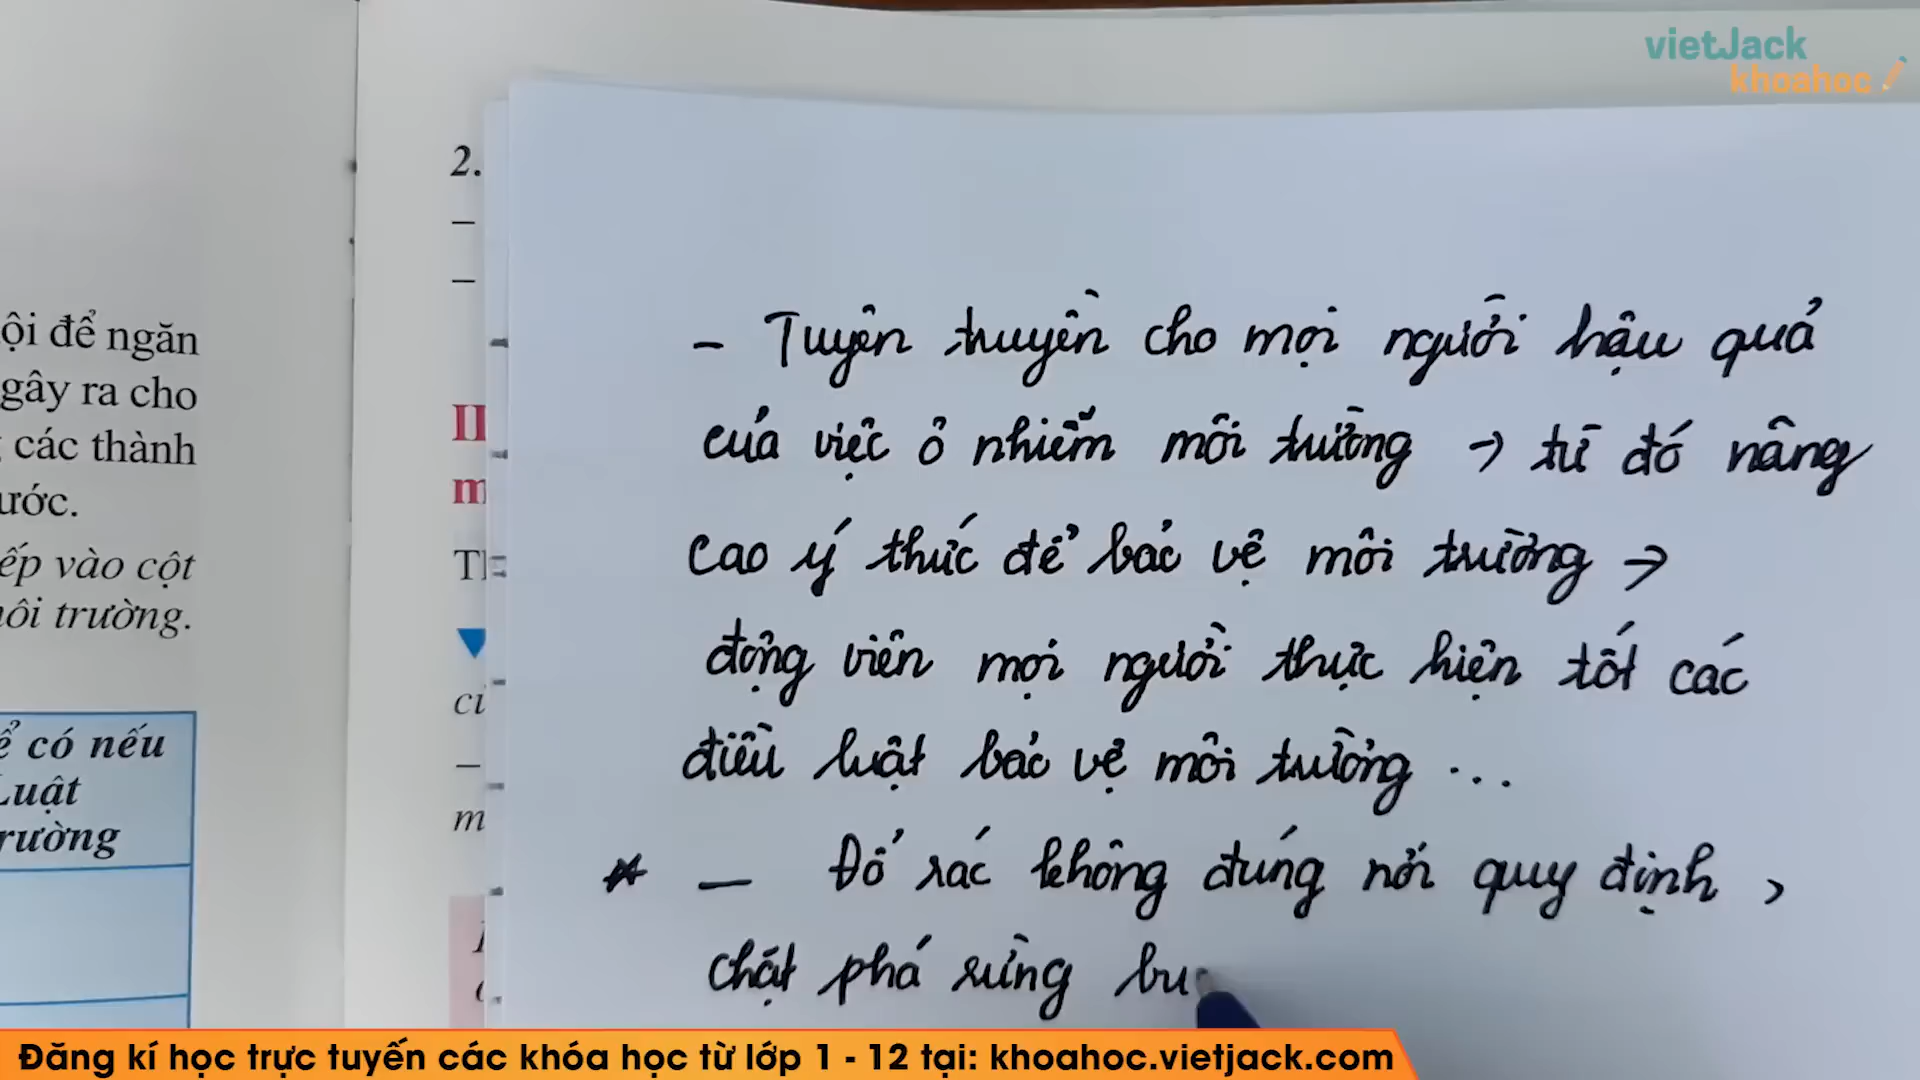 vietJack
khoahoc
ội để ngăn
gây ra cho
các thành
ước.
ếp vào cột
ôi trường.
ể có nếu
Luật
rường
2.
–
–
II
m
Th
củ
–
m
- Tuyên truyền cho mọi người hậu quả
của việc ô nhiễm môi trường → từ đó nâng
cao ý thức để bảo vệ môi trường →
động viên mọi người thực hiện tốt các
điều luật bảo vệ môi trường ...
* — Đổ rác không đúng nơi quy định,
chặt phá rừng bu
Đăng kí học trực tuyến các khóa học từ lớp 1 - 12 tại: khoahoc.vietjack.com